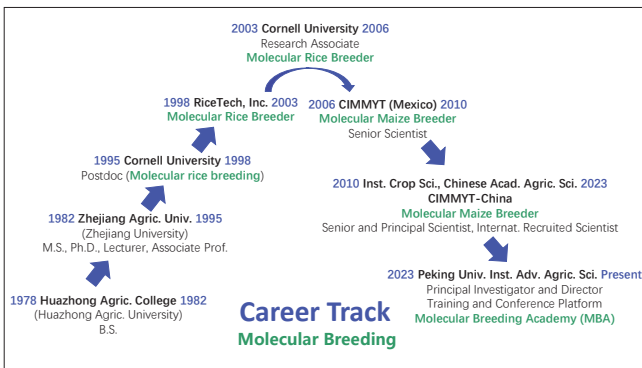 2003 Cornell University 2006
Research Associate
Molecular Rice Breeder
1998 RiceTech, Inc. 2003
Molecular Rice Breeder
2006 CIMMYT (Mexico) 2010
Molecular Maize Breeder
Senior Scientist
1995 Cornell University 1998
Postdoc (Molecular rice breeding)
2010 Inst. Crop Sci., Chinese Acad. Agric. Sci. 2023
CIMMYT-China
Molecular Maize Breeder
Senior and Principal Scientist, Internat. Recruited Scientist
1982 Zhejiang Agric. Univ. 1995
(Zhejiang University)
M.S., Ph.D., Lecturer, Associate Prof.
2023 Peking Univ. Inst. Adv. Agric. Sci. Present
Principal Investigator and Director
Training and Conference Platform
Molecular Breeding Academy (MBA)
1978 Huazhong Agric. College 1982
(Huazhong Agric. University)
B.S.
Career Track
Molecular Breeding